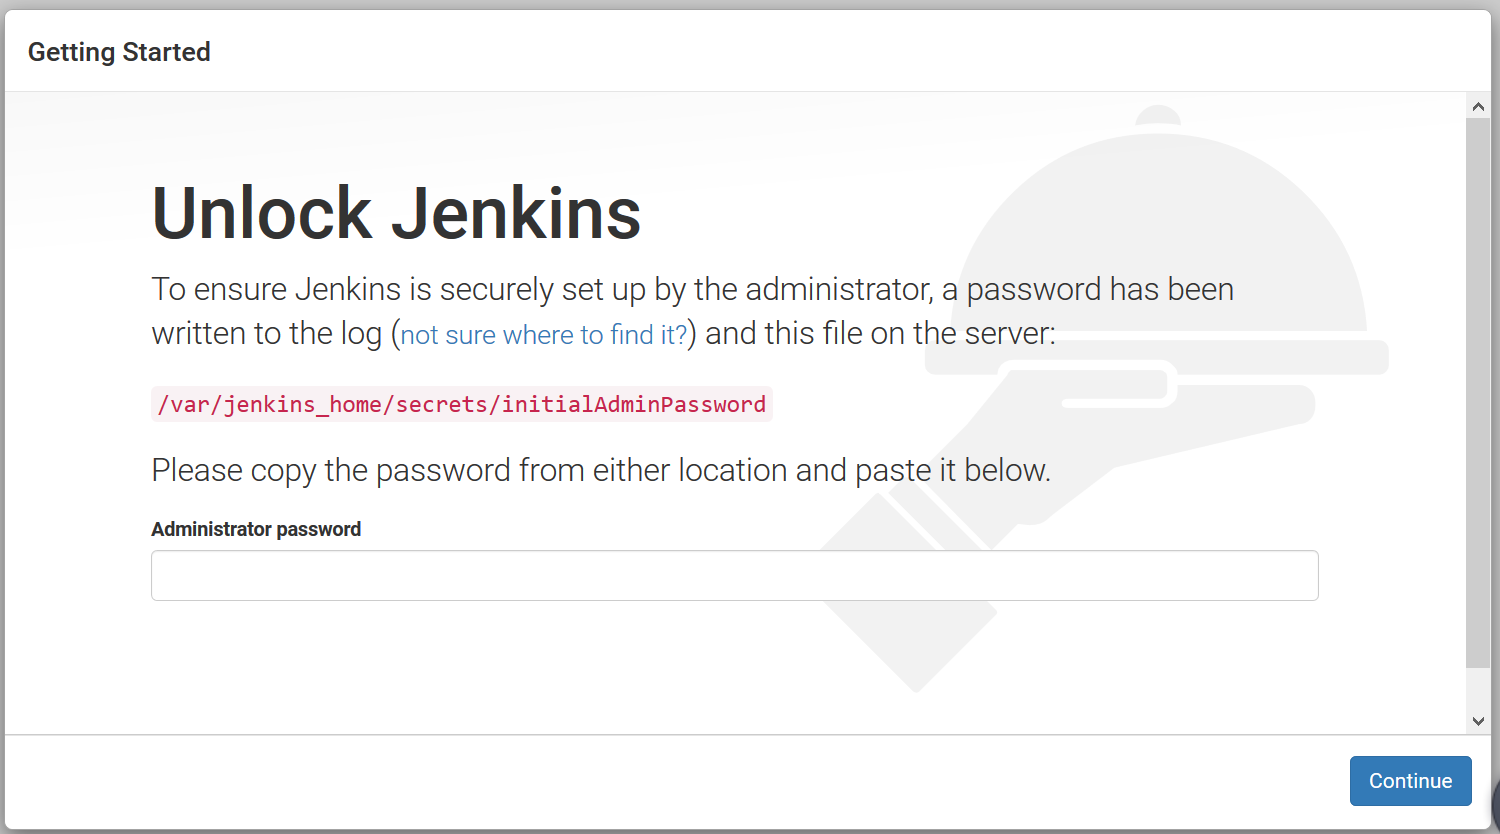 Getting Started
Unlock Jenkins
To ensure Jenkins is securely set up by the administrator, a password has been
written to the log (not sure where to find it?) and this file on the server:
/var/jenkins_home/secrets/initialAdminPassword
Please copy the password from either location and paste it below.
Administrator password
Continue